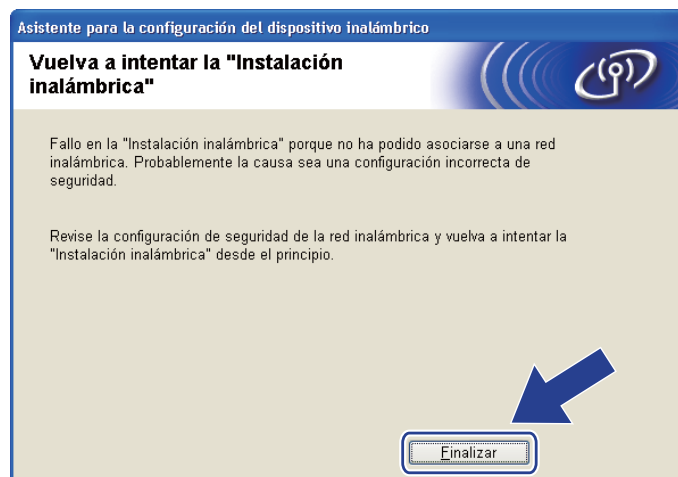 Asistente para la configuración del dispositivo inalámbrico
Vuelva a intentar la "Instalación
inalámbrica"
Fallo en la "Instalación inalámbrica" porque no ha podido asociarse a una red
inalámbrica. Probablemente la causa sea una configuración incorrecta de
seguridad.
Revise la configuración de seguridad de la red inalámbrica y vuelva a intentar la
"Instalación inalámbrica" desde el principio.
Finalizar